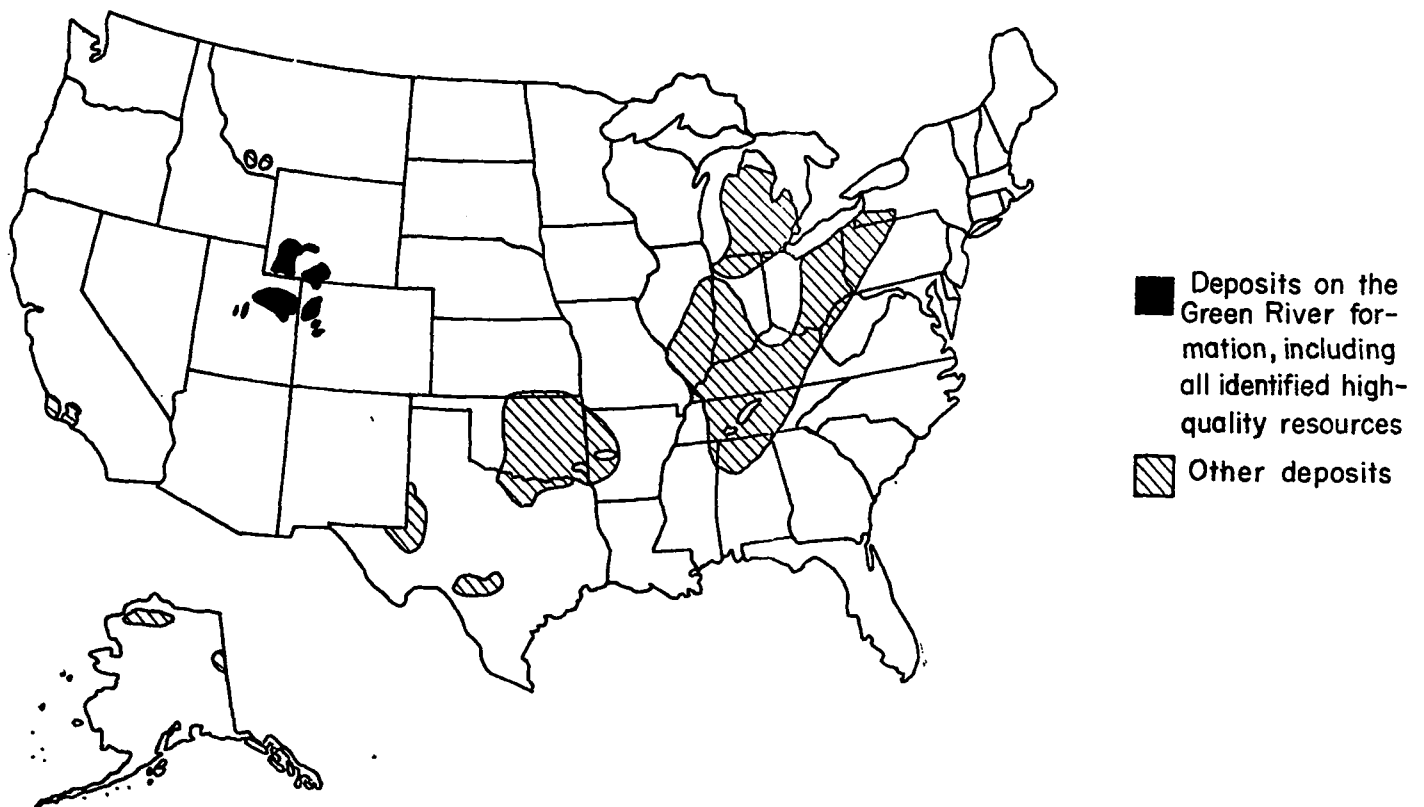 Deposits on the
Green River for-
mation, including
all identified high-
quality resources
Other deposits